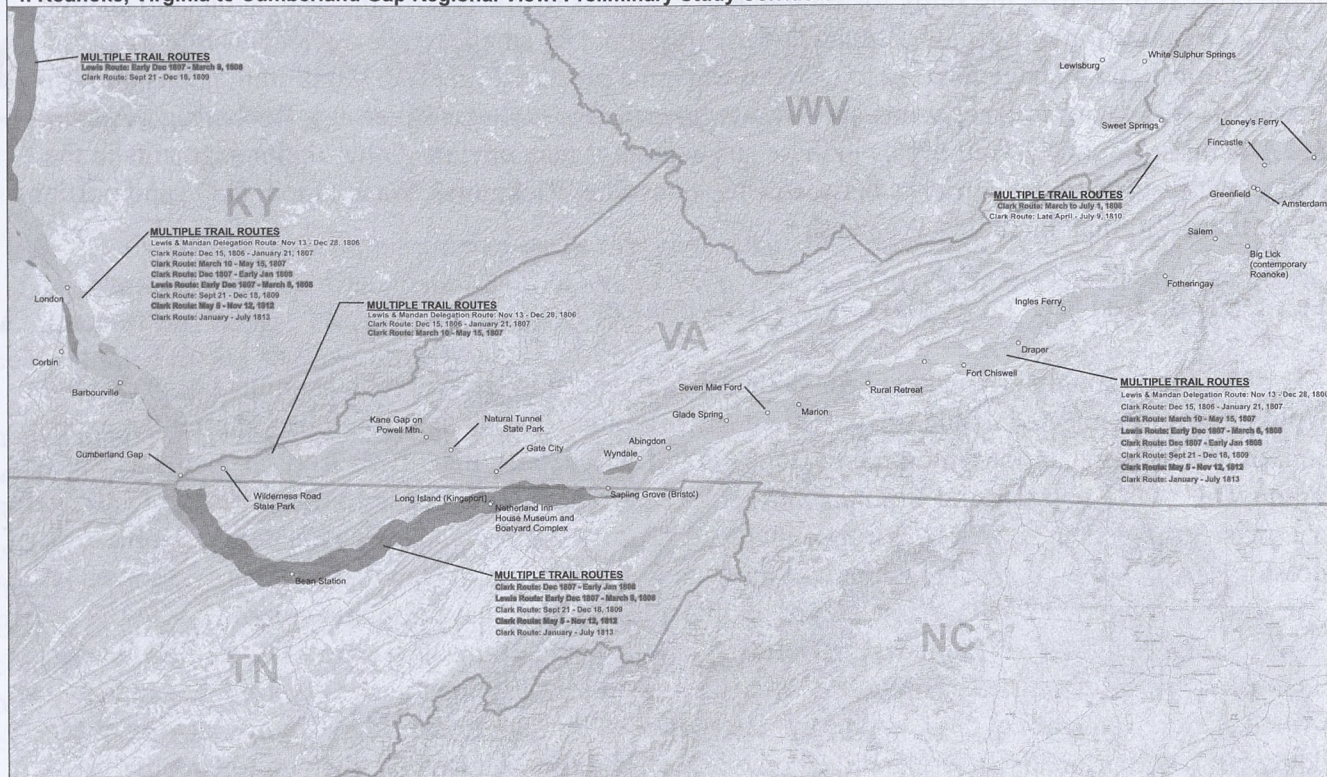 Roanoke, Virginia to Cumberland Gap Regional View: Preliminary Study
MULTIPLE TRAIL ROUTES
Lewis Route: Early Dec 1807 - March 8, 1808
Clark Route: Sept 21 - Dec 18, 1809
WV
Lewisburg
White Sulphur Springs
Sweet Springs
Looney's Ferry
Fincastle
MULTIPLE TRAIL ROUTES
Clark Route: March to July 1, 1808
Clark Route: Late April - July 9, 1810
Greenfield
Amsterdam
KY
MULTIPLE TRAIL ROUTES
Lewis & Mandan Delegation Route: Nov 13 - Dec 28, 1806
Clark Route: Dec 15, 1806 - January 21, 1807
Clark Route: March 10 - May 15, 1807
Clark Route: Dec 1807 - Early Jan 1808
Lewis Route: Early Dec 1807 - March 8, 1808
Clark Route: Sept 21 - Dec 18, 1809
Clark Route: May 5 - Nov 12, 1812
Clark Route: January - July 1813
Salem
Big Lick
(contemporary
Roanoke)
Fotheringay
London
Corbin
Barbourville
MULTIPLE TRAIL ROUTES
Lewis & Mandan Delegation Route: Nov 13 - Dec 28, 1806
Clark Route: Dec 15, 1806 - January 21, 1807
Clark Route: March 10 - May 15, 1807
VA
Ingles Ferry
Draper
Fort Chiswell
Rural Retreat
Seven Mile Ford
Marion
Glade Spring
MULTIPLE TRAIL ROUTES
Lewis & Mandan Delegation Route: Nov 13 - Dec 28, 180
Clark Route: Dec 15, 1806 - January 21, 1807
Clark Route: March 10 - May 15, 1807
Lewis Route: Early Dec 1807 - March 8, 1808
Clark Route: Dec 1807 - Early Jan 1808
Clark Route: Sept 21 - Dec 18, 1809
Clark Route: May 5 - Nov 12, 1812
Clark Route: January - July 1813
Kane Gap on
Powell Mtn.
Natural Tunnel
State Park
Gate City
Abingdon
Wyndale
Cumberland Gap
Wilderness Road
State Park
Long Island (Kingsport)
Sapling Grove (Bristol)
Netherland Inn
House Museum and
Boatyard Complex
Bean Station
MULTIPLE TRAIL ROUTES
Clark Route: Dec 1807 - Early Jan 1808
Lewis Route: Early Dec 1807 - March 8, 1808
Clark Route: Sept 21 - Dec 18, 1809
Clark Route: May 5 - Nov 12, 1812
Clark Route: January - July 1813
TN
NC